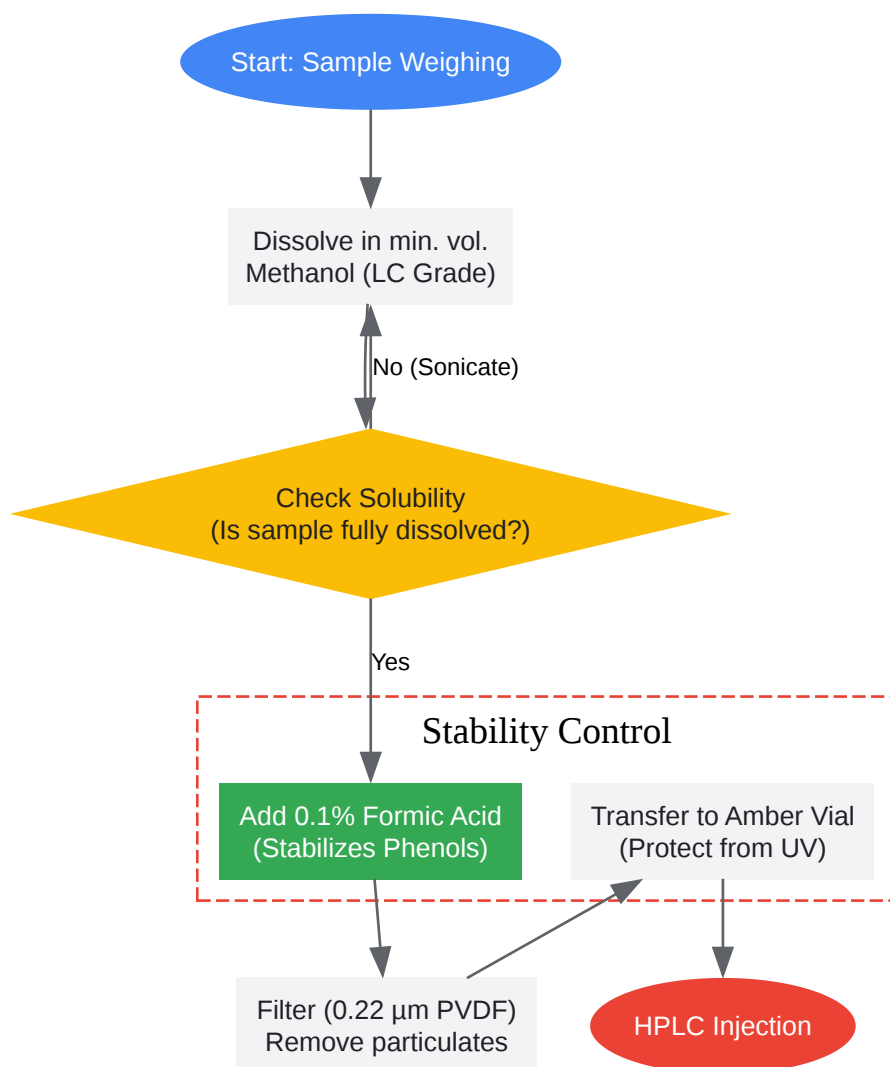 Start: Sample Weighing
Dissolve in min. vol.
Methanol (LC Grade)
No (Sonicate)
Check Solubility
(Is sample fully dissolved?)
Yes
Stability Control
Add 0.1% Formic Acid
(Stabilizes Phenols)
Transfer to Amber Vial
(Protect from UV)
Filter (0.22 µm PVDF)
Remove particulates
HPLC Injection